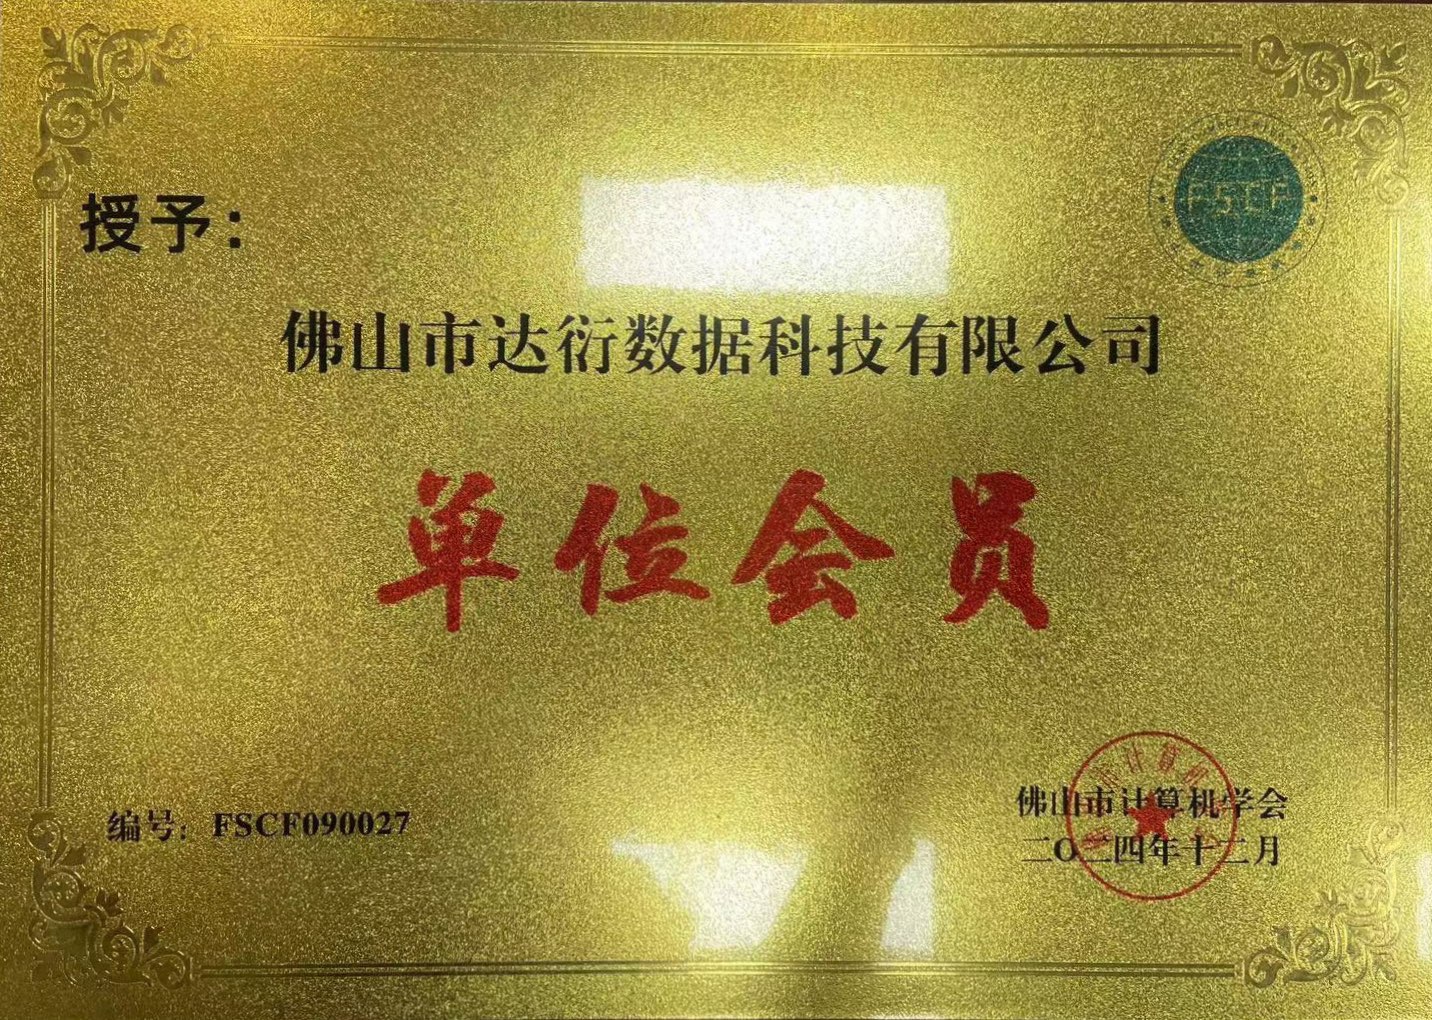 FSCF
授予：
佛山市达衍数据科技有限公司
单位会员
编号：FSCF090027
佛山市计算机学会
二〇二四年十二月